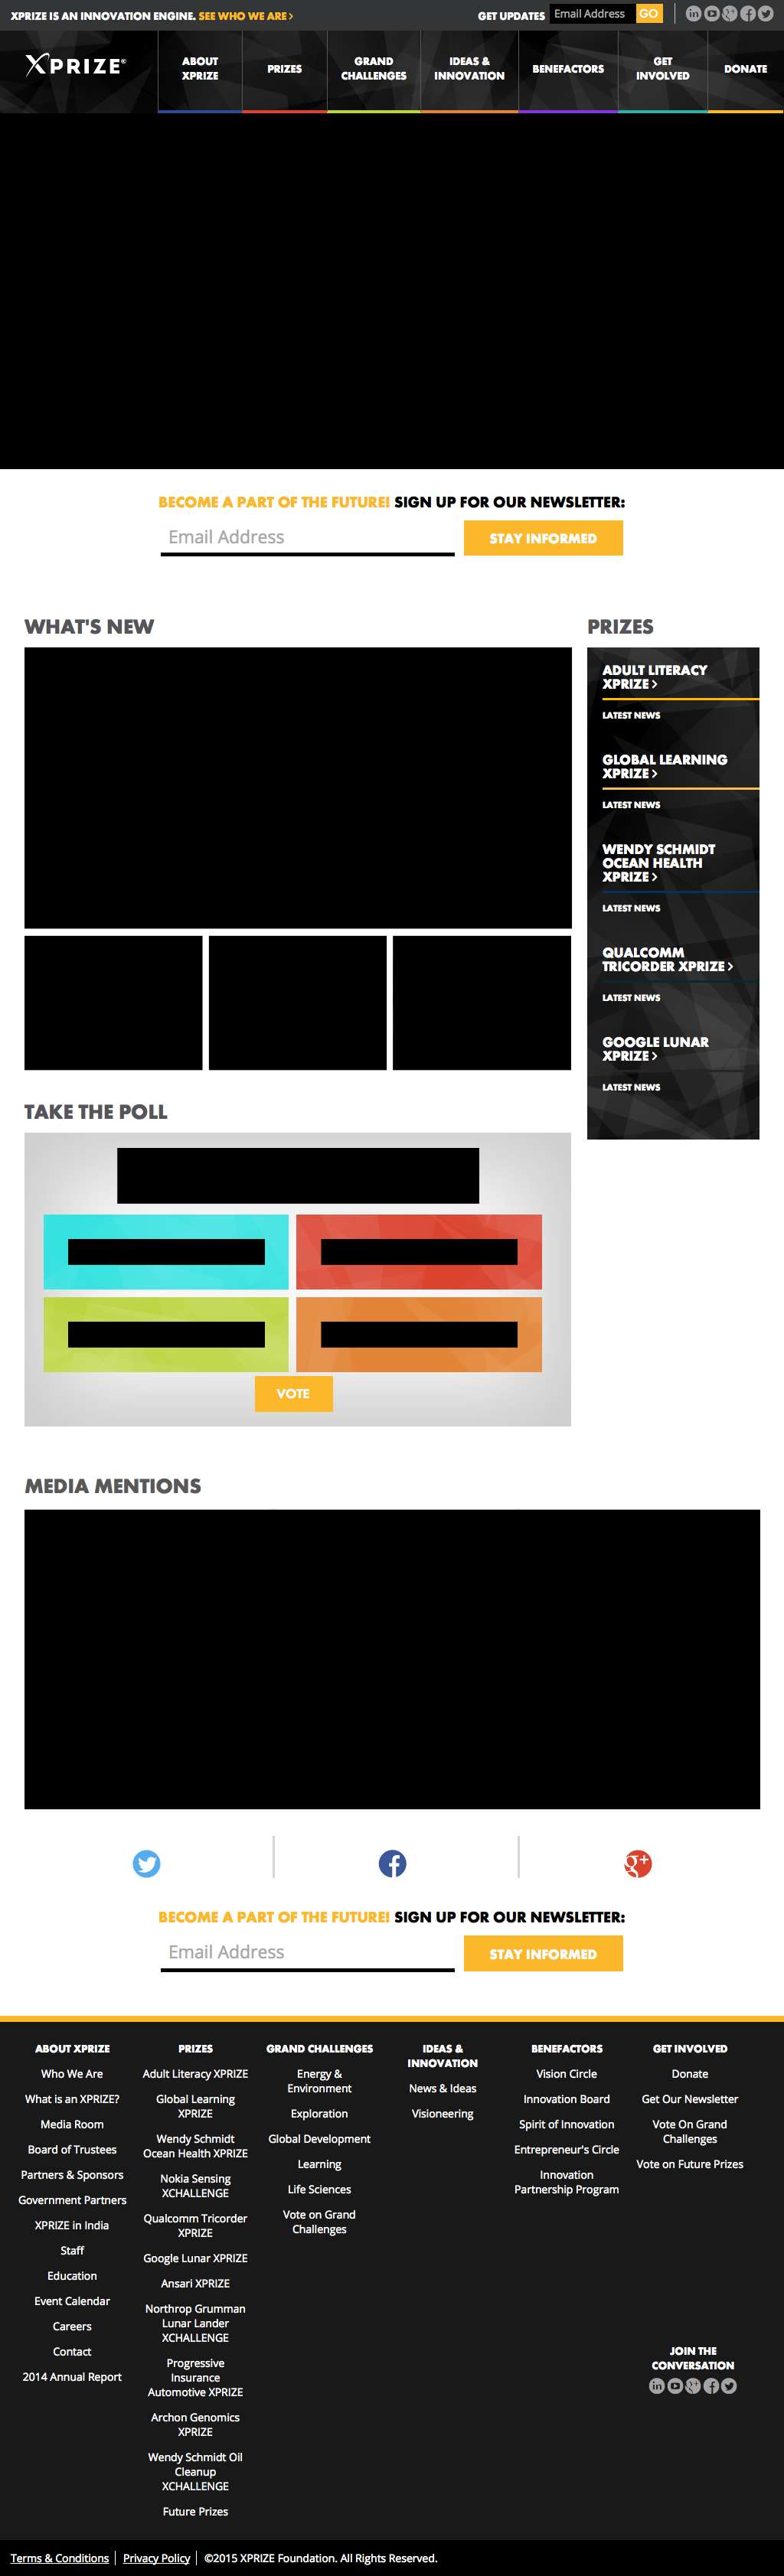 XPRIZE IS AN INNOVATION ENGINE. SEE WHO WE ARE >
GET UPDATES Email Address GO
XPRIZE®
ABOUT
XPRIZE
PRIZES
GRAND
CHALLENGES
IDEAS &
INNOVATION
BENEFACTORS
GET
INVOLVED
DONATE
BECOME A PART OF THE FUTURE! SIGN UP FOR OUR NEWSLETTER:
Email Address
STAY INFORMED
WHAT'S NEW
PRIZES
ADULT LITERACY
XPRIZE >
LATEST NEWS
GLOBAL LEARNING
XPRIZE >
LATEST NEWS
WENDY SCHMIDT
OCEAN HEALTH
XPRIZE >
LATEST NEWS
QUALCOMM
TRICORDER XPRIZE >
LATEST NEWS
GOOGLE LUNAR
XPRIZE >
LATEST NEWS
TAKE THE POLL
VOTE
MEDIA MENTIONS
BECOME A PART OF THE FUTURE! SIGN UP FOR OUR NEWSLETTER:
Email Address
STAY INFORMED
ABOUT XPRIZE
Who We Are
What is an XPRIZE?
Media Room
Board of Trustees
Partners & Sponsors
Government Partners
XPRIZE in India
Staff
Education
Event Calendar
Careers
Contact
2014 Annual Report
PRIZES
Adult Literacy XPRIZE
Global Learning
XPRIZE
Wendy Schmidt
Ocean Health XPRIZE
Nokia Sensing
XCHALLENGE
Qualcomm Tricorder
XPRIZE
Google Lunar XPRIZE
Ansari XPRIZE
Northrop Grumman
Lunar Lander
XCHALLENGE
Progressive
Insurance
Automotive XPRIZE
Archon Genomics
XPRIZE
Wendy Schmidt Oil
Cleanup
XCHALLENGE
Future Prizes
GRAND CHALLENGES
Energy &
Environment
Exploration
Global Development
Learning
Life Sciences
Vote on Grand
Challenges
IDEAS &
INNOVATION
News & Ideas
Visioneering
BENEFACTORS
Vision Circle
Innovation Board
Spirit of Innovation
Entrepreneur's Circle
Innovation
Partnership Program
GET INVOLVED
Donate
Get Our Newsletter
Vote On Grand
Challenges
Vote on Future Prizes
JOIN THE
CONVERSATION
Terms & Conditions | Privacy Policy | ©2015 XPRIZE Foundation. All Rights Reserved.